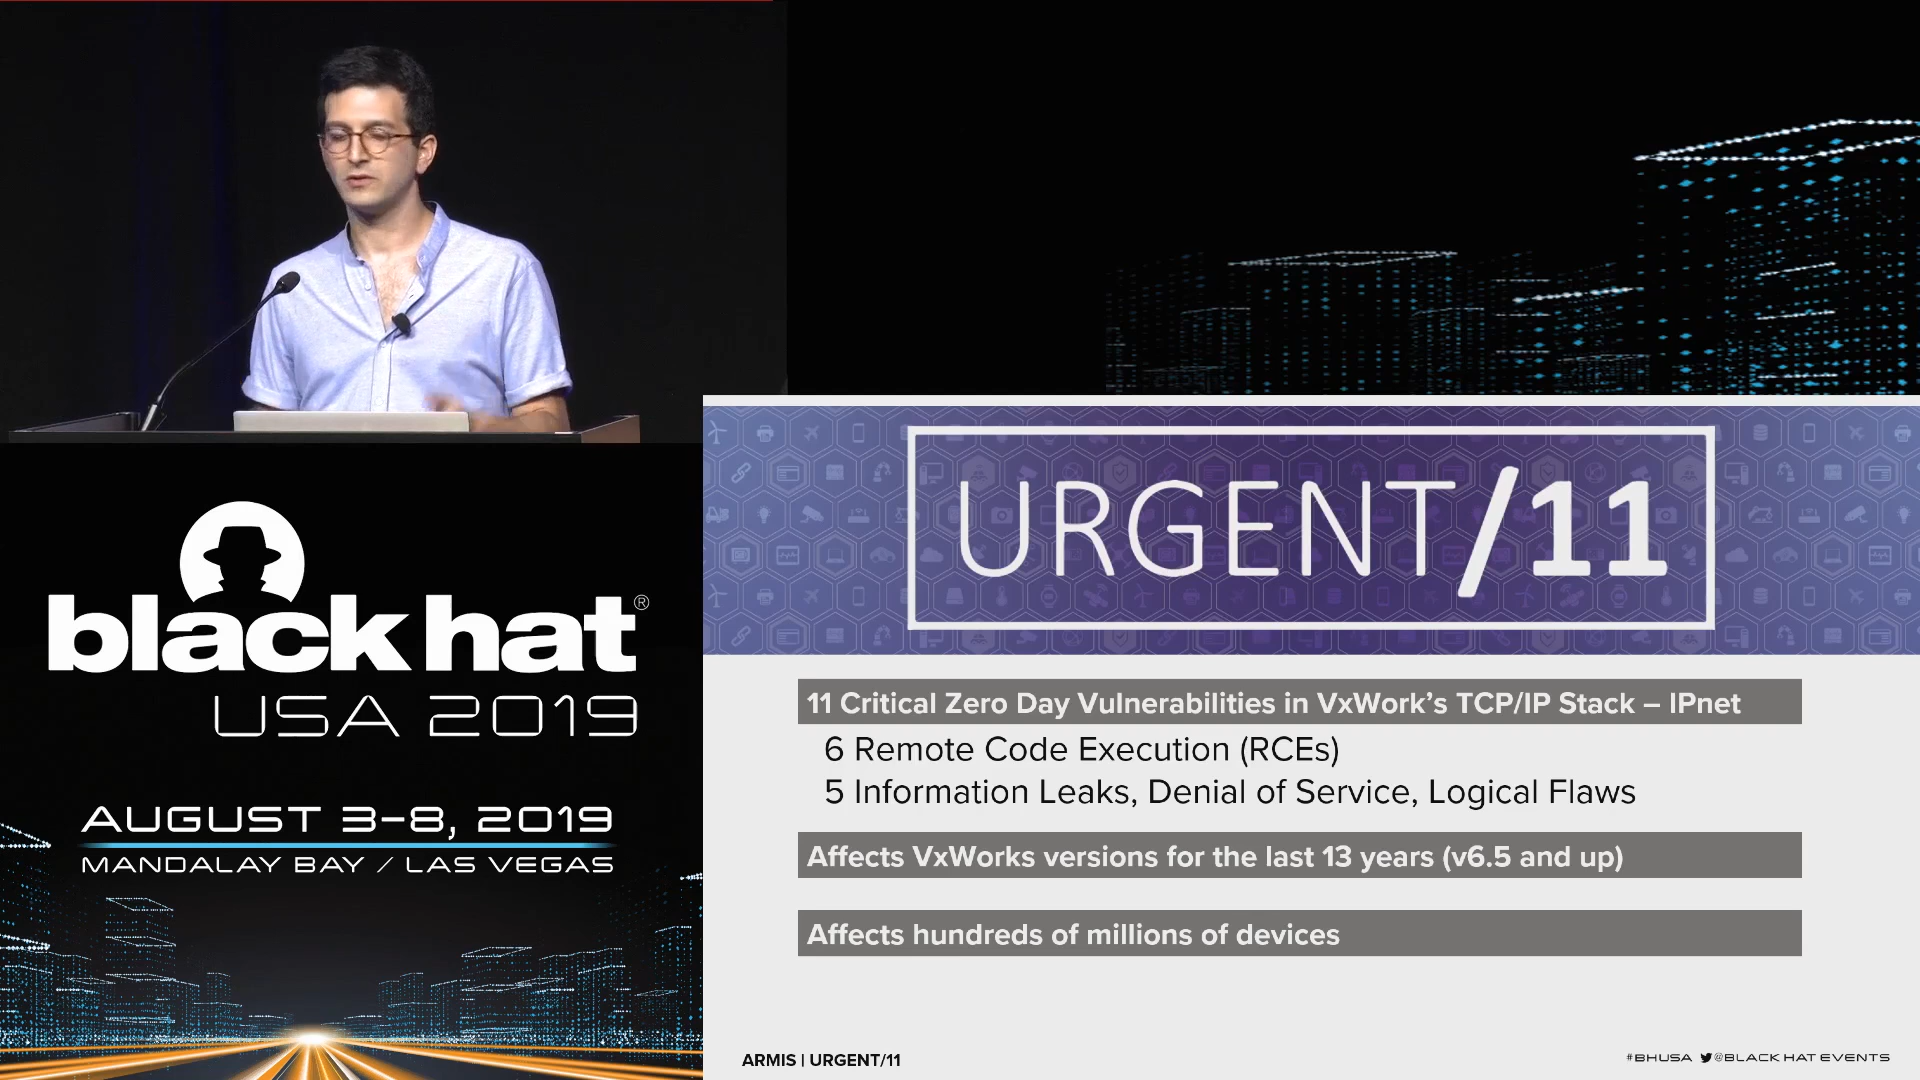 blackhat®
USA 2019
AUGUST 3-8, 2019
MANDALAY BAY / LAS VEGAS
URGENT/11
11 Critical Zero Day Vulnerabilities in VxWork’s TCP/IP Stack – IPnet
6 Remote Code Execution (RCEs)
5 Information Leaks, Denial of Service, Logical Flaws
Affects VxWorks versions for the last 13 years (v6.5 and up)
Affects hundreds of millions of devices
ARMIS | URGENT/11
#BHUSA @BLACK HAT EVENTS